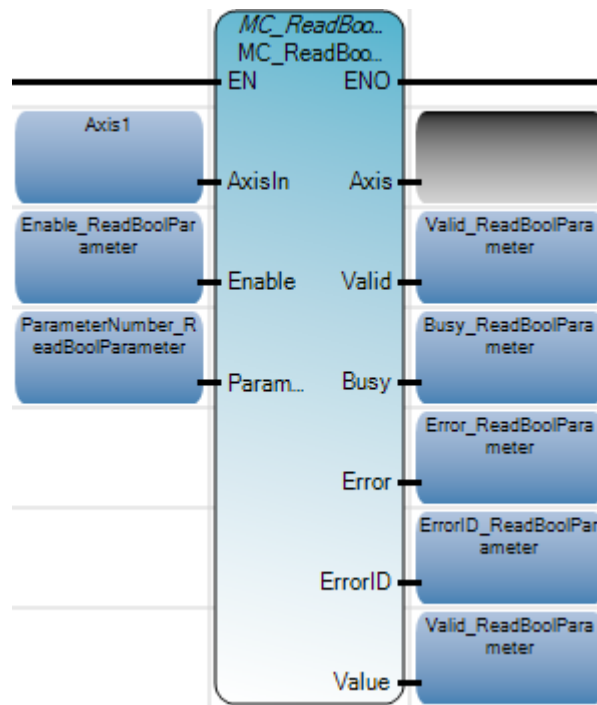 MC_ReadBoo...
MC_ReadBoo...
EN ENO
Axis1
AxisIn Axis
Enable_ReadBoolPar
ameter
Valid_ReadBoolPara
meter
Enable Valid
ParameterNumber_R
eadBoolParameter
Busy_ReadBoolPara
meter
Param... Busy
Error_ReadBoolPara
meter
Error
ErrorID_ReadBoolPar
ameter
ErrorID
Valid_ReadBoolPara
meter
Value